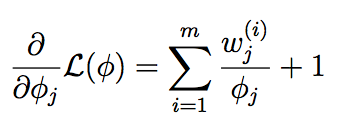 ∂/∂φ_j ℒ(φ) = ∑_{i=1}^{m} w_j^{(i)}/φ_j + 1